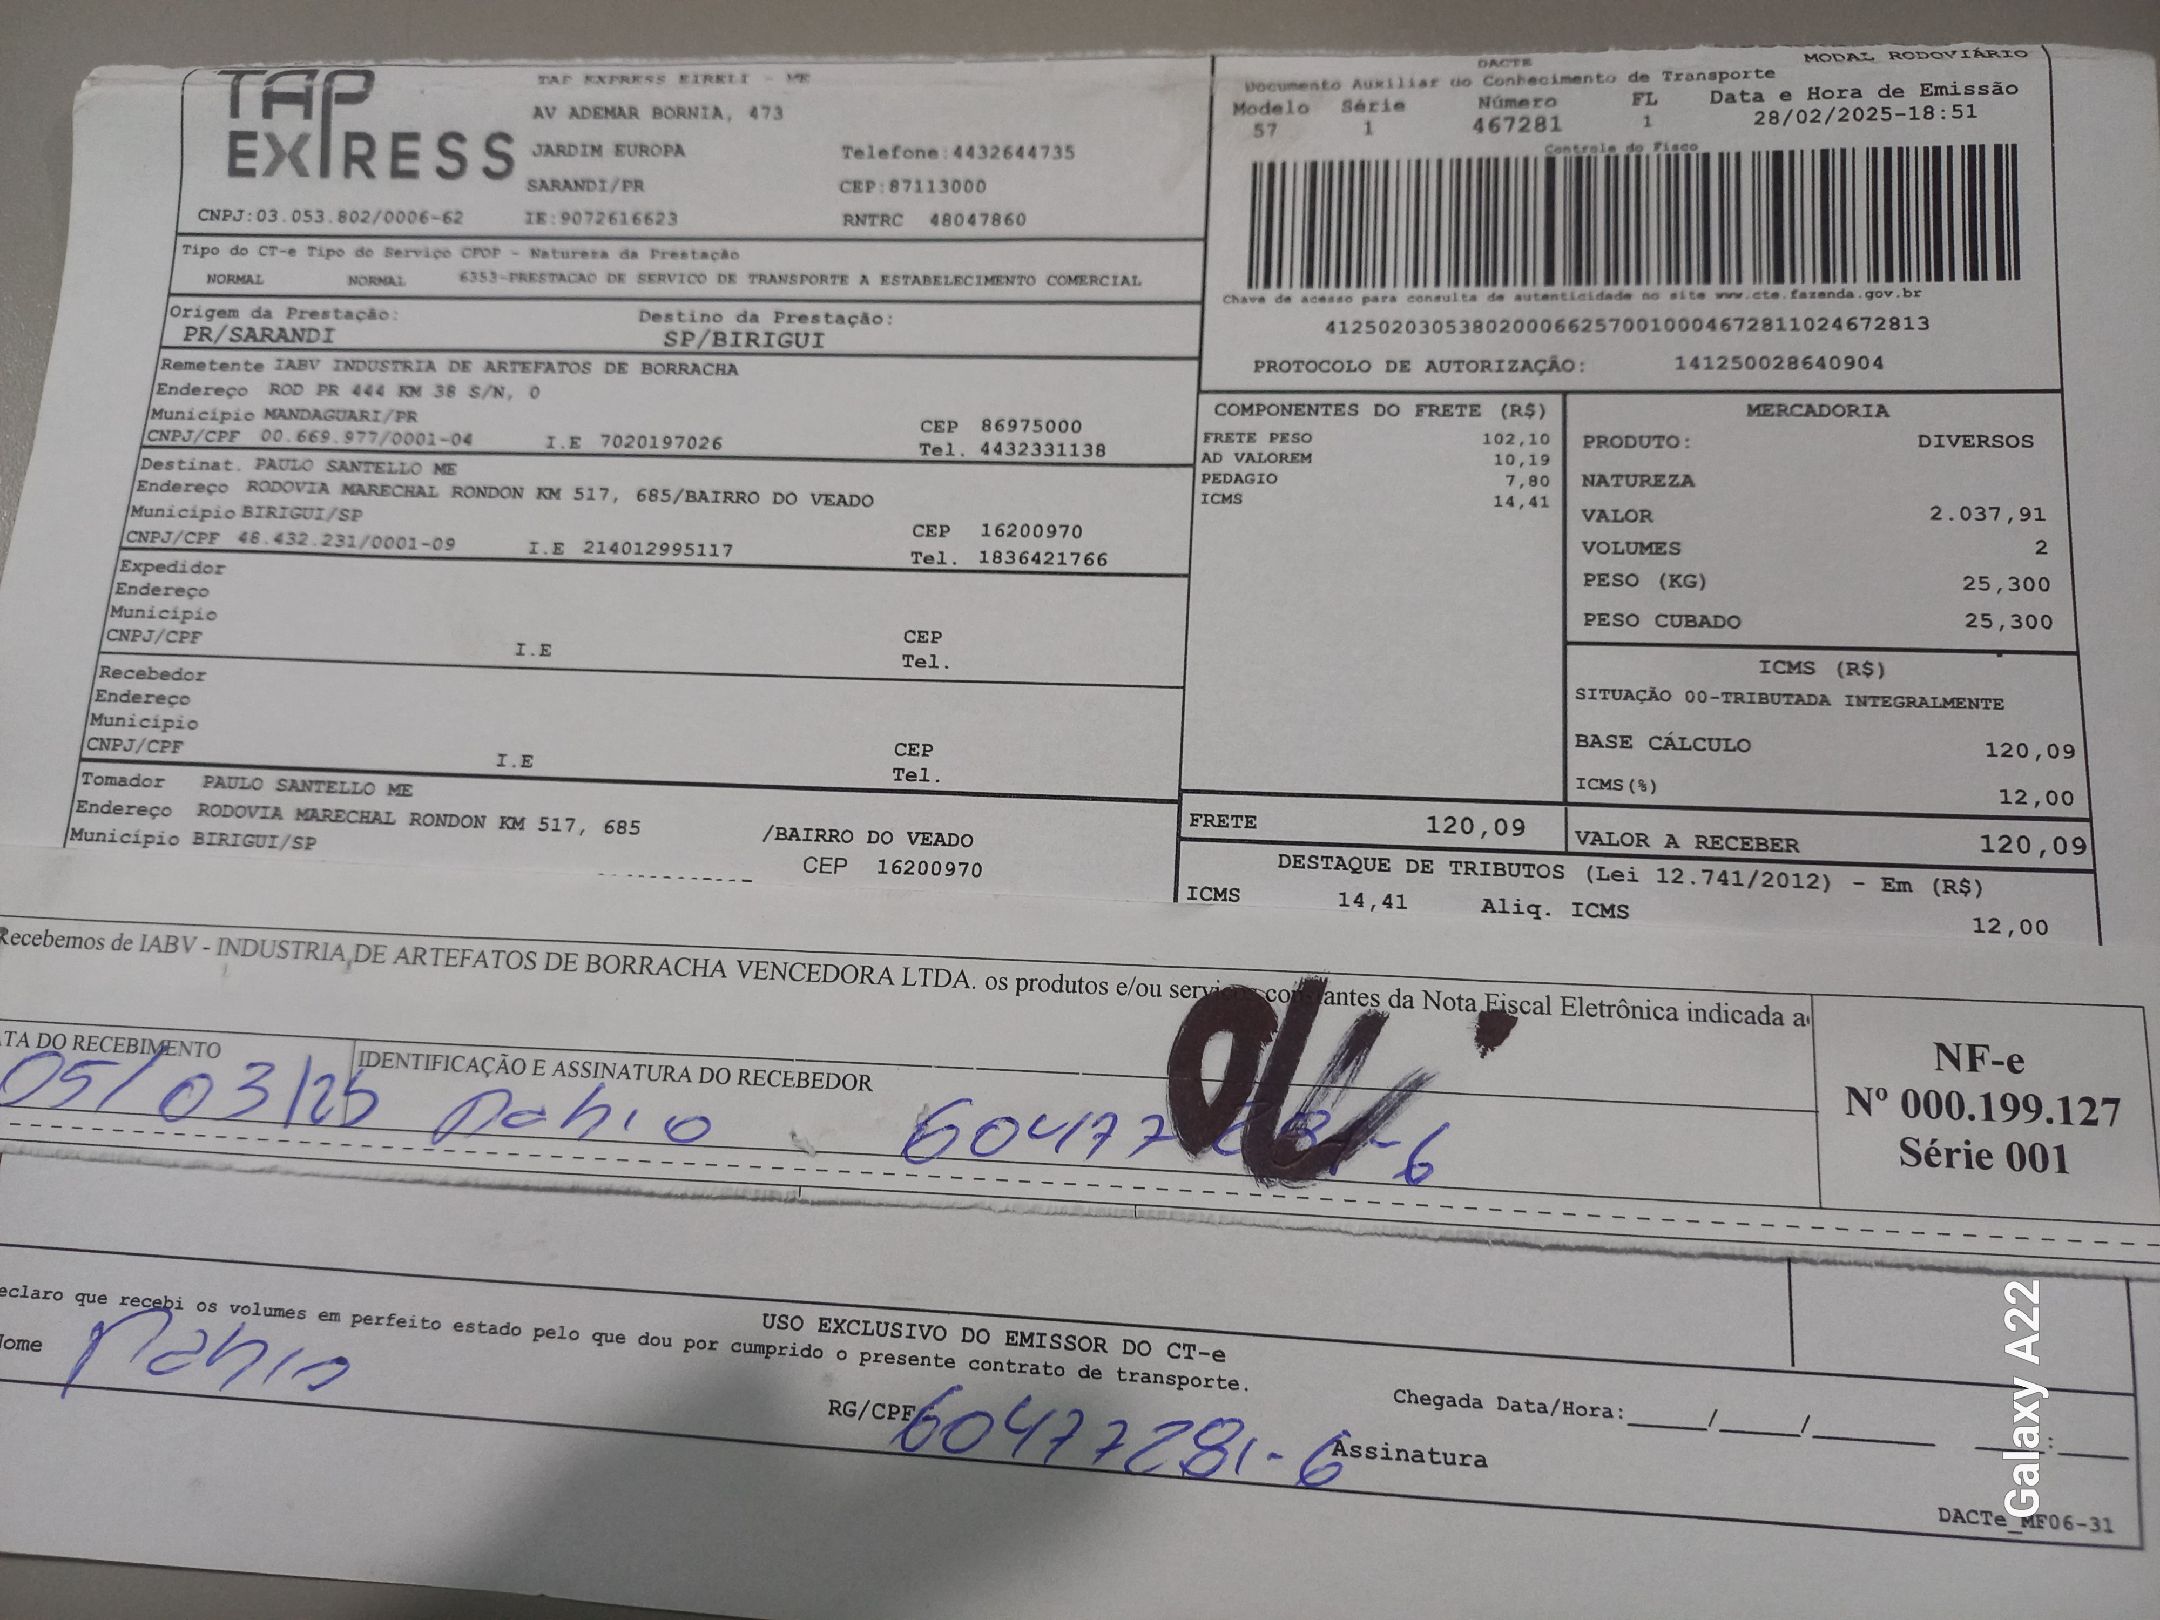 TAP EXPRESS
TAP EXPRESS EIRELI - ME
AV ADEMAR BORNIA, 473
JARDIM EUROPA Telefone:4432644735
SARANDI/PR CEP:87113000
CNPJ:03.053.802/0006-62 IE:9072616623 RNTRC 48047860
DACTE MODAL RODOVIÁRIO
Documento Auxiliar do Conhecimento de Transporte
Modelo Série Número FL Data e Hora de Emissão
57 1 467281 1 28/02/2025-18:51
Controle do Fisco
Chave de acesso para consulta de autenticidade no site www.cte.fazenda.gov.br
41250203053802000662570010004672811024672813
PROTOCOLO DE AUTORIZAÇÃO: 141250028640904
Tipo do CT-e Tipo do Serviço CFOP - Natureza da Prestação
NORMAL NORMAL 6353-PRESTACAO DE SERVICO DE TRANSPORTE A ESTABELECIMENTO COMERCIAL
Origem da Prestação: Destino da Prestação:
PR/SARANDI SP/BIRIGUI
Remetente IABV INDUSTRIA DE ARTEFATOS DE BORRACHA
Endereço ROD PR 444 KM 38 S/N, 0
Município MANDAGUARI/PR CEP 86975000
CNPJ/CPF 00.669.977/0001-04 I.E 7020197026 Tel. 4432331138
Destinat. PAULO SANTELLO ME
Endereço RODOVIA MARECHAL RONDON KM 517, 685/BAIRRO DO VEADO
Município BIRIGUI/SP CEP 16200970
CNPJ/CPF 48.432.231/0001-09 I.E 214012995117 Tel. 1836421766
Expedidor
Endereço
Município CEP
CNPJ/CPF I.E Tel.
Recebedor
Endereço
Município CEP
CNPJ/CPF I.E Tel.
Tomador PAULO SANTELLO ME
Endereço RODOVIA MARECHAL RONDON KM 517, 685 /BAIRRO DO VEADO
Município BIRIGUI/SP CEP 16200970
COMPONENTES DO FRETE (R$)
FRETE PESO 102,10
AD VALOREM 10,19
PEDAGIO 7,80
ICMS 14,41
MERCADORIA
PRODUTO: DIVERSOS
NATUREZA
VALOR 2.037,91
VOLUMES 2
PESO (KG) 25,300
PESO CUBADO 25,300
ICMS (R$)
SITUAÇÃO 00-TRIBUTADA INTEGRALMENTE
BASE CÁLCULO 120,09
ICMS(%) 12,00
FRETE 120,09 VALOR A RECEBER 120,09
DESTAQUE DE TRIBUTOS (Lei 12.741/2012) - Em (R$)
ICMS 14,41 Aliq. ICMS 12,00
Recebemos de IABV - INDUSTRIA DE ARTEFATOS DE BORRACHA VENCEDORA LTDA. os produtos e/ou serviços constantes da Nota Fiscal Eletrônica indicada a
ATA DO RECEBIMENTO IDENTIFICAÇÃO E ASSINATURA DO RECEBEDOR
05/03/25 60477281-6
NF-e
Nº 000.199.127
Série 001
USO EXCLUSIVO DO EMISSOR DO CT-e
eclaro que recebi os volumes em perfeito estado pelo que dou por cumprido o presente contrato de transporte.
ome RG/CPF 60477281-6 Assinatura
Chegada Data/Hora:_____/_____/_______ ____:____
DACTe_MF06-31
Galaxy A22